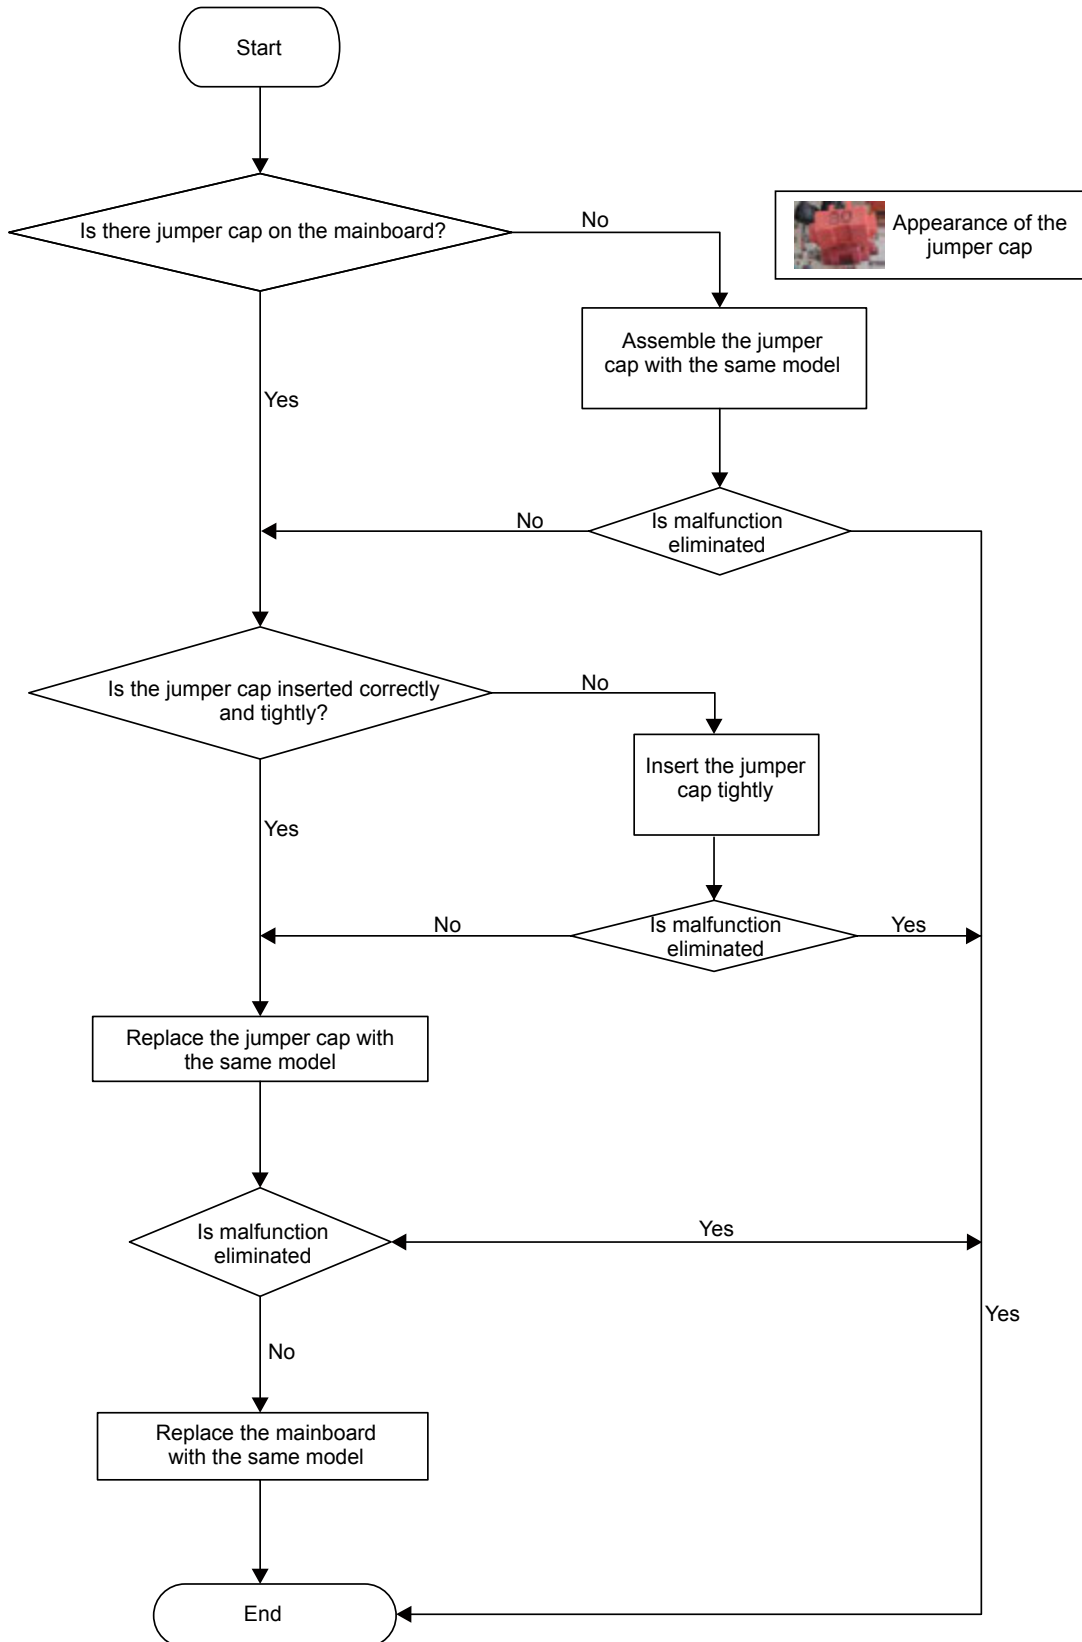 Start
Is there jumper cap on the mainboard?
No
Appearance of the
jumper cap
Assemble the jumper
cap with the same model
Yes
No
Is malfunction
eliminated
Is the jumper cap inserted correctly
and tightly?
No
Insert the jumper
cap tightly
Yes
No
Is malfunction
eliminated
Yes
Replace the jumper cap with
the same model
Is malfunction
eliminated
Yes
Yes
No
Replace the mainboard
with the same model
End